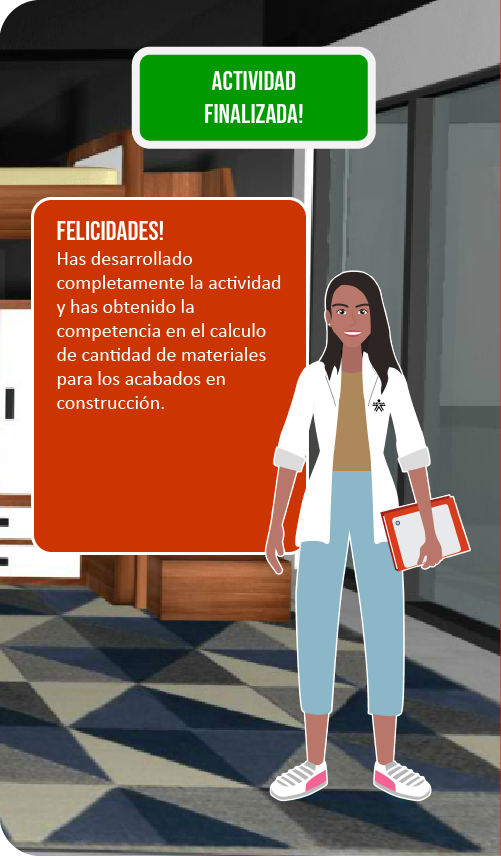 ACTIVIDAD
FINALIZADA!
FELICIDADES!
Has desarrollado
completamente la actividad
y has obtenido la
competencia en el calculo
de cantidad de materiales
para los acabados en
construcción.